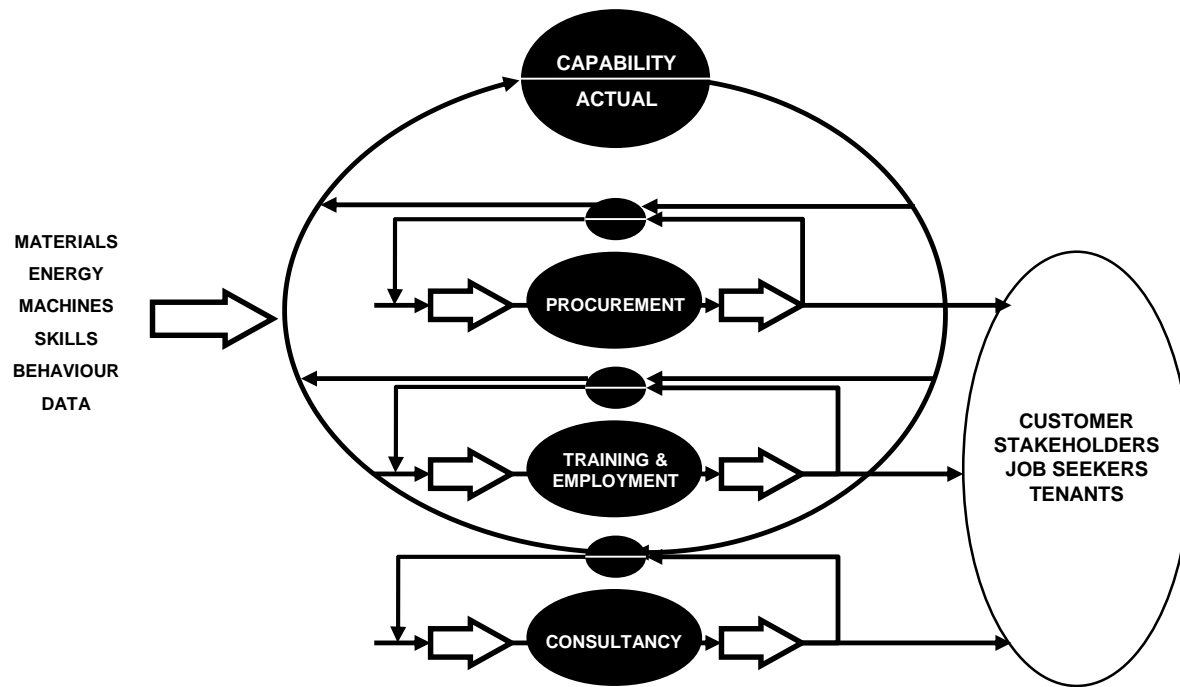 CAPABILITY
ACTUAL
MATERIALS
ENERGY
MACHINES
SKILLS
BEHAVIOUR
DATA
PROCUREMENT
TRAINING &
EMPLOYMENT
CONSULTANCY
CUSTOMER
STAKEHOLDERS
JOB SEEKERS
TENANTS